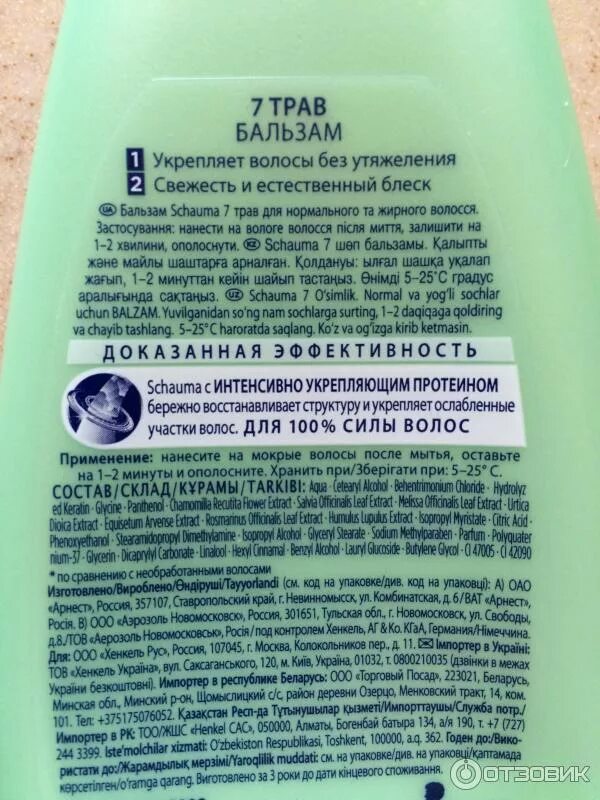 7 ТРАВ
БАЛЬЗАМ
1 Укрепляет волосы без утяжеления
2 Свежесть и естественный блеск
UA Бальзам Schauma 7 трав для нормального та жирного волосся.
Застосування: нанести на вологе волосся після миття, залишити на
1–2 хвилини, ополоснути. KZ Schauma 7 шөп бальзамы. Қалыпты
және майлы шаштарға арналған. Қолдануы: ылғал шашқа уқалап
жағып, 1–2 минуттан кейін шайып тастаңыз. Өнімді 5–25°С градус
аралығында сақтаңыз. UZ Schauma 7 O'simlik. Normal va yog'li sochlar
uchun BALZAM. Yuvilganidan so'ng nam sochlarga surting, 1–2 daqiqaga qoldiring
va chayib tashlang. 5–25°C haroratda saqlang. Ko'z va og'izga kirib ketmasin.
ДОКАЗАННАЯ ЭФФЕКТИВНОСТЬ
Schauma с ИНТЕНСИВНО УКРЕПЛЯЮЩИМ ПРОТЕИНОМ
бережно восстанавливает структуру и укрепляет ослабленные
участки волос. ДЛЯ 100% СИЛЫ ВОЛОС
Применение: нанесите на мокрые волосы после мытья, оставьте
на 1–2 минуты и ополосните. Хранить при/Зберігати при: 5–25° С.
СОСТАВ/СКЛАД/ҚҰРАМЫ/TARKIBI: Aqua · Cetearyl Alcohol · Behentrimonium Chloride · Hydrolyz
ed Keratin · Glycine · Panthenol · Chamomilla Recutita Flower Extract · Salvia Officinalis Leaf Extract · Melissa Officinalis Leaf Extract · Urtica
Dioica Extract · Equisetum Arvense Extract · Rosmarinus Officinalis Leaf Extract · Humulus Lupulus Extract · Isopropyl Myristate · Citric Acid ·
Phenoxyethanol · Stearamidopropyl Dimethylamine · Isopropyl Alcohol · Glyceryl Stearate · Sodium Methylparaben · Parfum · Polyquater
nium-37 · Glycerin · Dicaprylyl Carbonate · Linalool · Hexyl Cinnamal · Benzyl Alcohol · Lauryl Glucoside · Butylene Glycol · CI 47005 · CI 42090
* по сравнению с необработанными волосами
Изготовлено/Вироблено/Өндіруші/Tayyorlandi (см. код на упаковке/див. код на упаковці): А) ОАО
«Арнест», Россия, 357107, Ставропольский край, г. Невинномысск, ул. Комбинатская, д. 6/ВАТ «Арнест»,
Росія. В) ООО «Аэрозоль Новомосковск», Россия, 301651, Тульская обл., г. Новомосковск, ул. Свободы,
д.8./ТОВ «Аерозоль Новомосковськ», Росія / под контролем Хенкель, АГ & Ко. КГаА, Германия/Німеччина.
Для: ООО «Хенкель Рус», Россия, 107045, г. Москва, Колокольников пер., д. 11. Імпортер в Україні:
ТОВ «Хенкель Україна», вул. Саксаганського, 120, м. Київ, Україна, 01032, т. 0800210035 (дзвінки в межах
України безкоштовні). Импортер в республике Беларусь: ООО «Торговый Посад», 223021, Беларусь,
Минская обл., Минский р-он, Щомыслицкий с/с, район деревни Озерцо, Менковский тракт, 14, ком.
101. Тел: +375175076052. Қазақстан Респ-да Тұтынушылар қызметі/Импорттаушы/Служба потр./
Импортер в РК: ТОО/ЖШС «Henkel САС», 050000, Алматы, Богенбай батыра 134, а/я 190, т. +7 (727)
244 3399. Iste'molchilar xizmati: O'zbekiston Respublikasi, Toshkent, 100000, a.q. 362. Годен до/Вико-
ристати до/Жарамдылық мерзімі/Yaroqlilik muddati: см. на упаковке/див. на упаковці/қаптамада
көрсетілген/o'ramga qarang. Виготовлено за 3 роки до дати кінцевого споживання.
ОТЗОВИК